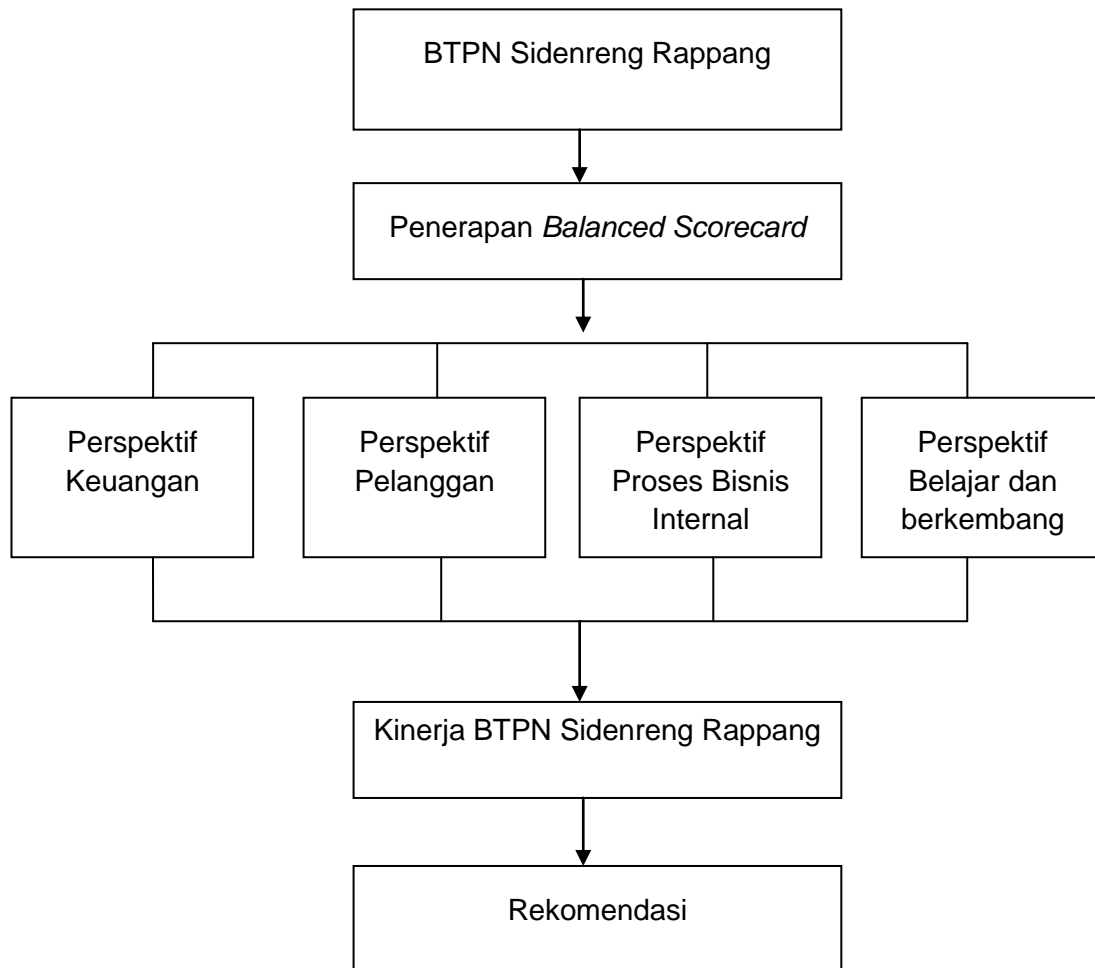 BTPN Sidenreng Rappang
Penerapan Balanced Scorecard
Perspektif
Keuangan
Perspektif
Pelanggan
Perspektif
Proses Bisnis
Internal
Perspektif
Belajar dan
berkembang
Kinerja BTPN Sidenreng Rappang
Rekomendasi